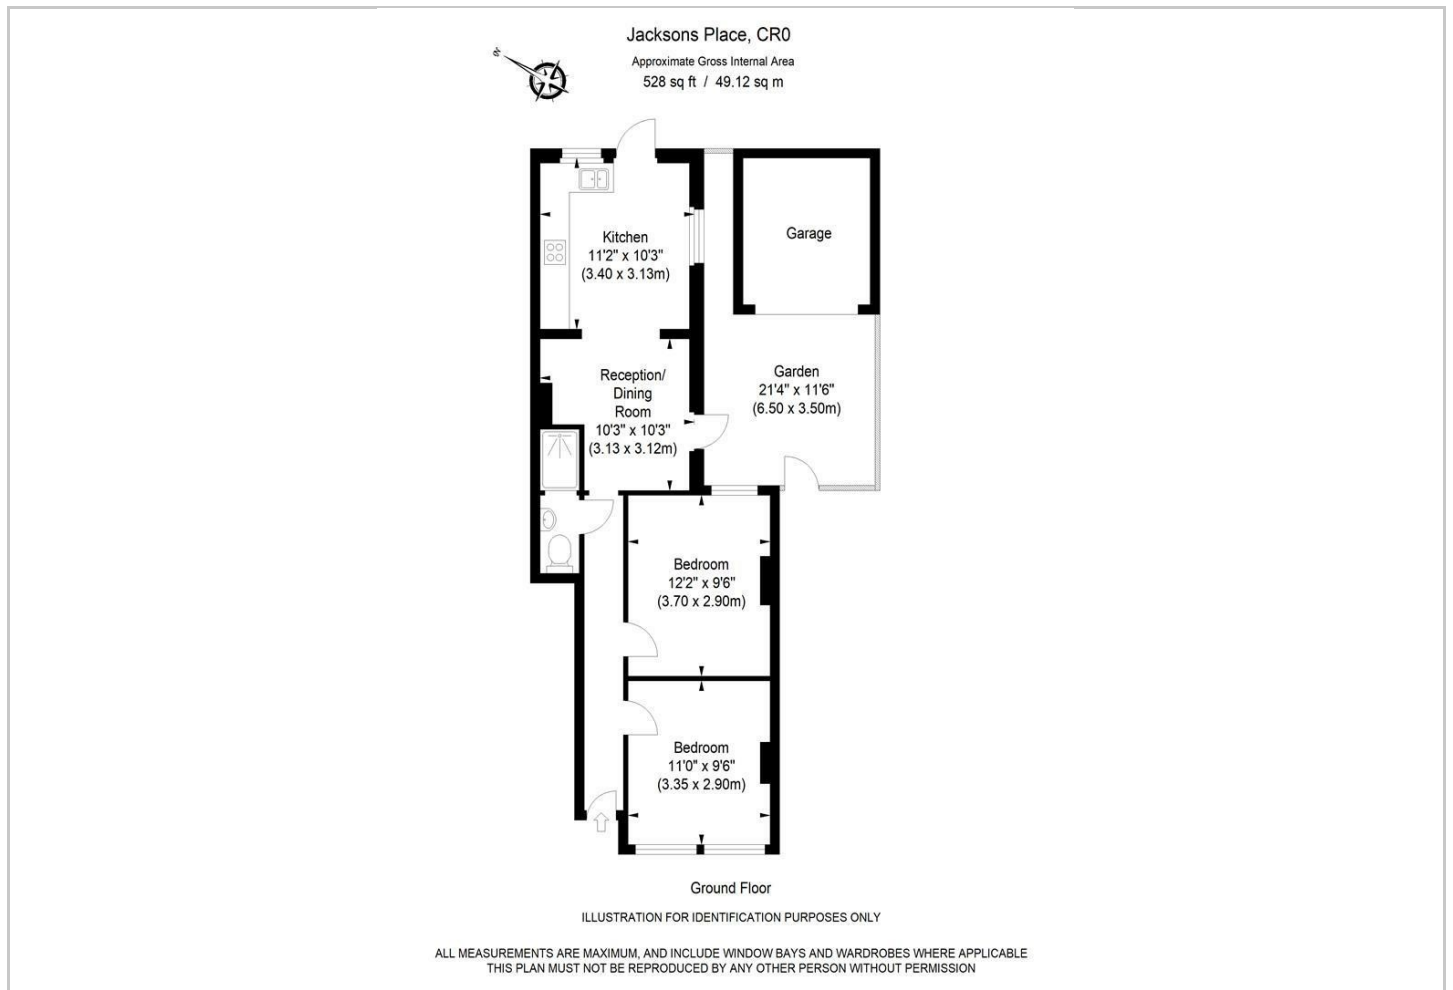 Jacksons Place, CR0
Approximate Gross Internal Area
528 sq ft / 49.12 sq m
Kitchen
11'2" x 10'3"
(3.40 x 3.13m)
Garage
Reception/
Dining
Room
10'3" x 10'3"
(3.13 x 3.12m)
Garden
21'4" x 11'6"
(6.50 x 3.50m)
Bedroom
12'2" x 9'6"
(3.70 x 2.90m)
Bedroom
11'0" x 9'6"
(3.35 x 2.90m)
Ground Floor
ILLUSTRATION FOR IDENTIFICATION PURPOSES ONLY
ALL MEASUREMENTS ARE MAXIMUM, AND INCLUDE WINDOW BAYS AND WARDROBES WHERE APPLICABLE
THIS PLAN MUST NOT BE REPRODUCED BY ANY OTHER PERSON WITHOUT PERMISSION